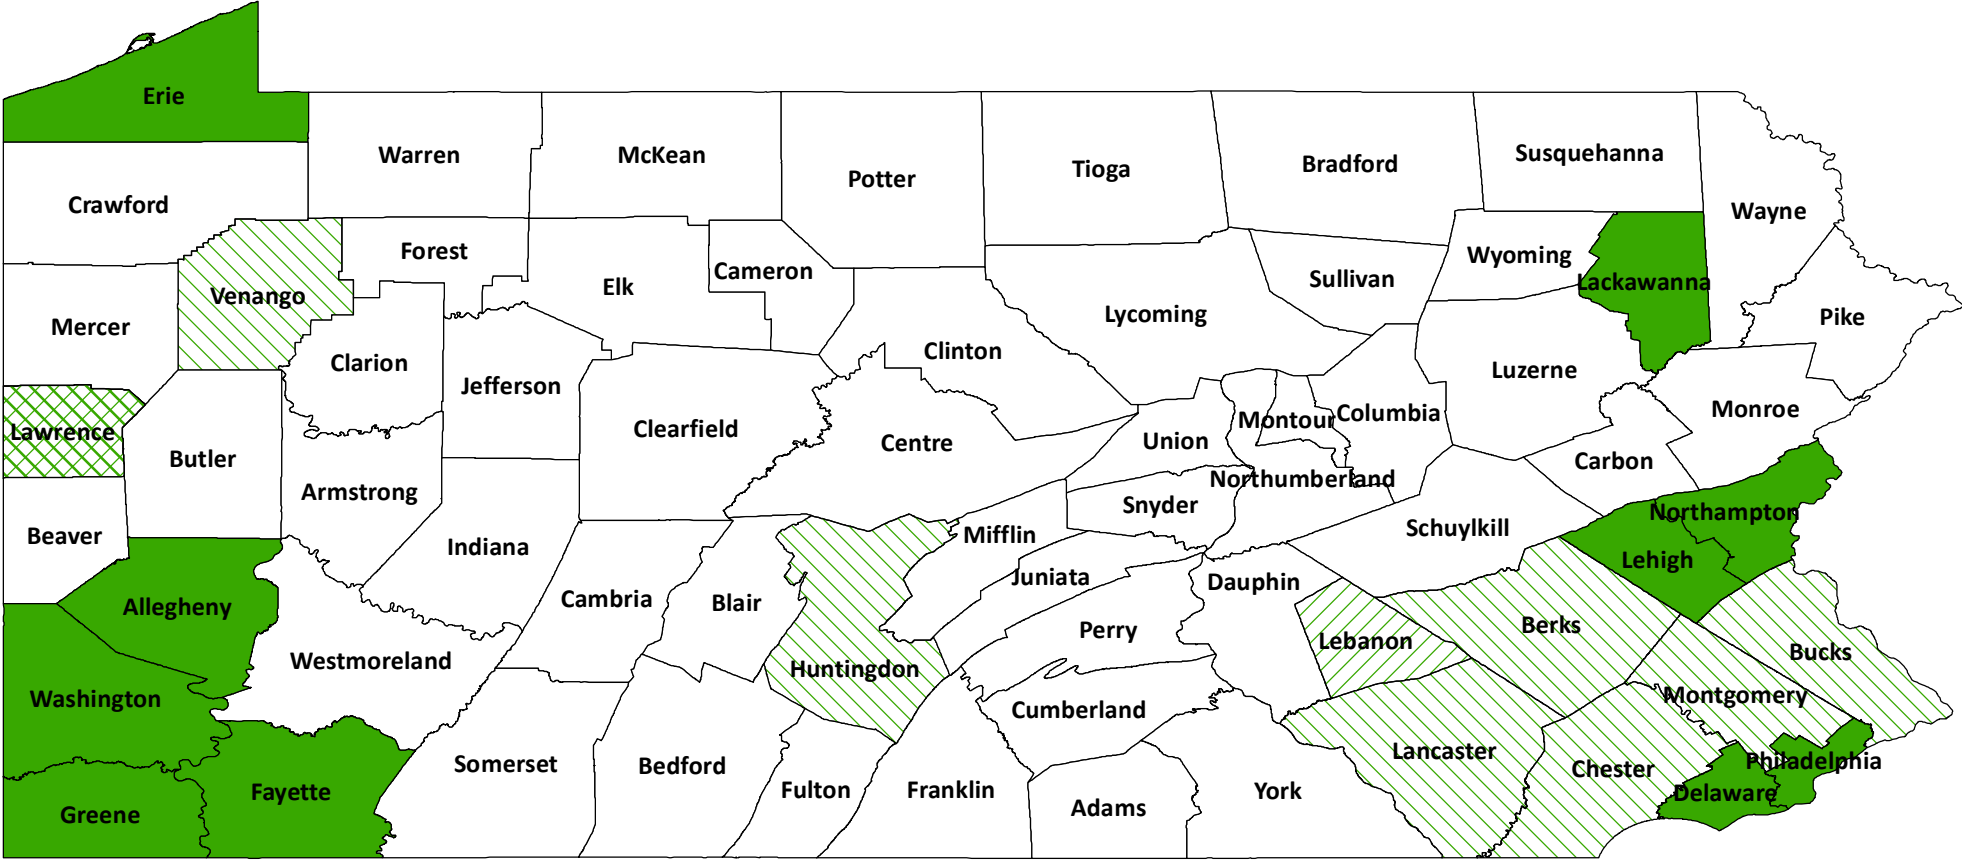 Erie
Warren
McKean
Potter
Tioga
Bradford
Susquehanna
Crawford
Wayne
Forest
Wyoming
Cameron
Sullivan
Lackawanna
Elk
Venango
Lycoming
Pike
Mercer
Clinton
Clarion
Luzerne
Jefferson
Monroe
Columbia
Montour
Lawrence
Clearfield
Union
Centre
Butler
Carbon
Northumberland
Armstrong
Snyder
Northampton
Schuylkill
Beaver
Mifflin
Indiana
Lehigh
Juniata
Dauphin
Cambria
Blair
Allegheny
Berks
Perry
Lebanon
Bucks
Westmoreland
Huntingdon
Montgomery
Washington
Cumberland
Lancaster
Philadelphia
Somerset
Bedford
Chester
Fayette
Fulton
Franklin
York
Delaware
Adams
Greene